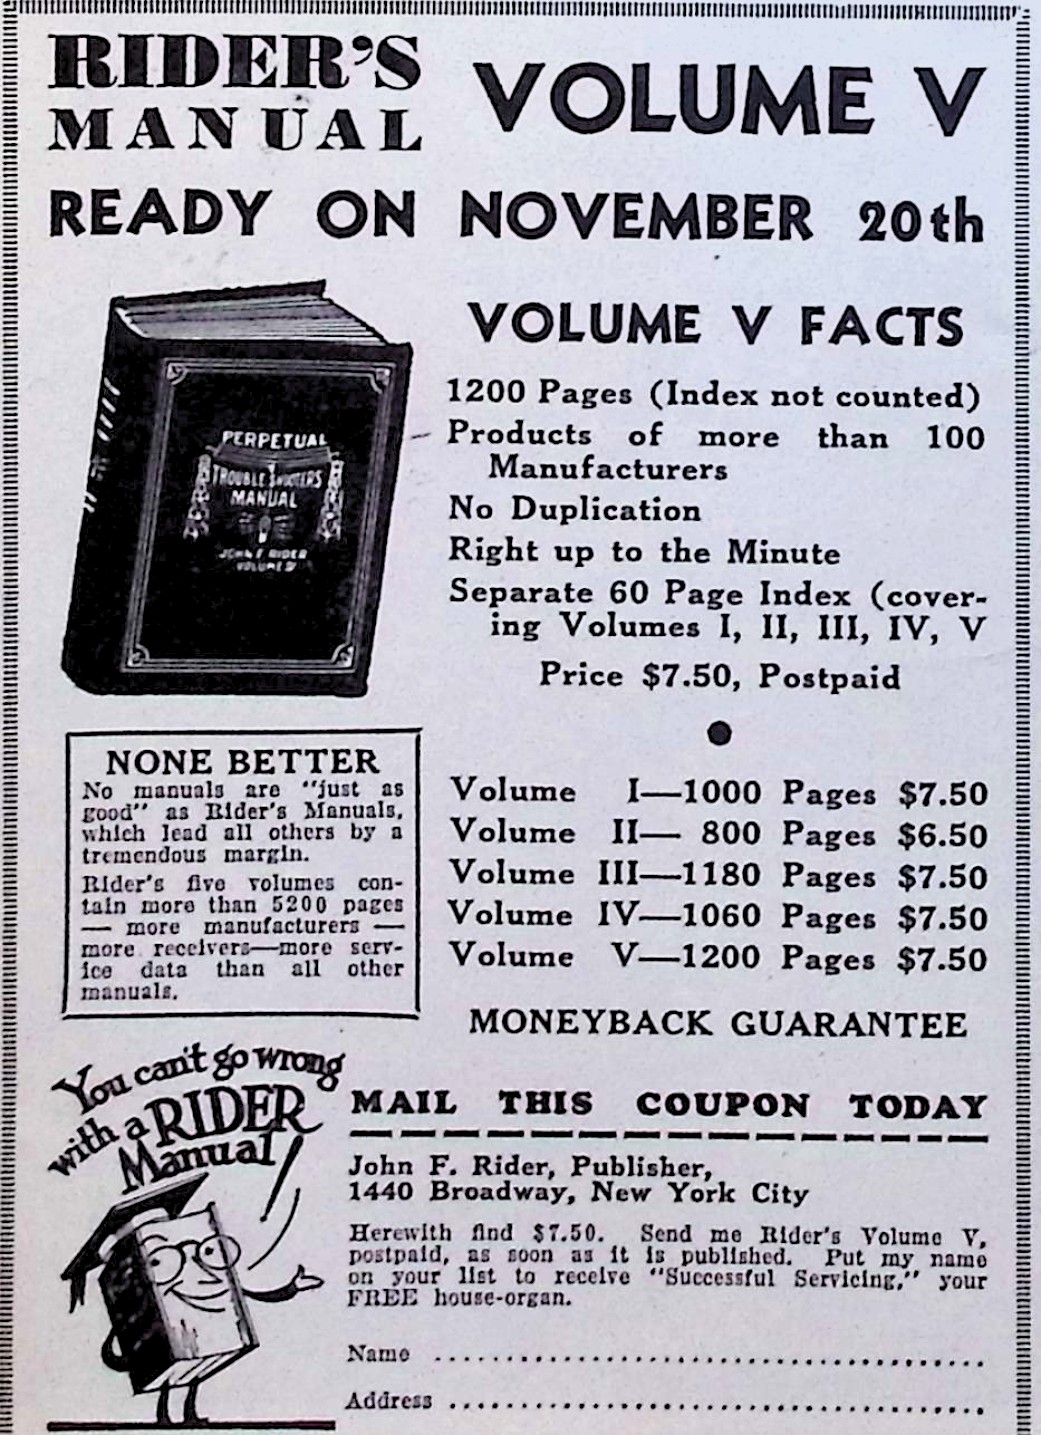 RIDER'S
MANUAL
VOLUME V
READY ON NOVEMBER 20th
PERPETUAL
TROUBLE SHOOTERS
MANUAL
JOHN F. RIDER
VOLUME
VOLUME V FACTS
1200 Pages (Index not counted)
Products of more than 100
Manufacturers
No Duplication
Right up to the Minute
Separate 60 Page Index (cover-
ing Volumes I, II, III, IV, V
Price $7.50, Postpaid
NONE BETTER
No manuals are "just as
good" as Rider's Manuals,
which lead all others by a
tremendous margin.
Rider's five volumes con-
tain more than 5200 pages
— more manufacturers —
more receivers—more serv-
ice data than all other
manuals.
Volume I—1000 Pages $7.50
Volume II— 800 Pages $6.50
Volume III—1180 Pages $7.50
Volume IV—1060 Pages $7.50
Volume V—1200 Pages $7.50
MONEYBACK GUARANTEE
You can't go wrong
with a RIDER
Manual!
MAIL THIS COUPON TODAY
John F. Rider, Publisher,
1440 Broadway, New York City
Herewith find $7.50. Send me Rider's Volume V,
postpaid, as soon as it is published. Put my name
on your list to receive "Successful Servicing," your
FREE house-organ.
Name ........................................
Address ........................................